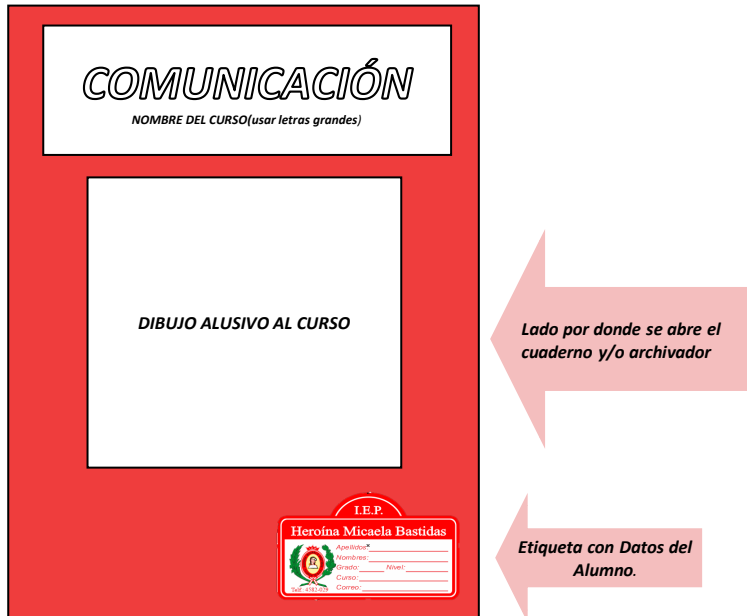 COMUNICACIÓN
NOMBRE DEL CURSO(usar letras grandes)
DIBUJO ALUSIVO AL CURSO
Lado por donde se abre el
cuaderno y/o archivador
I.E.P.
Heroína Micaela Bastidas
Apellidos:
Nombres:
Grado: Nivel:
Curso:
Correo:
Etiqueta con Datos del
Alumno.